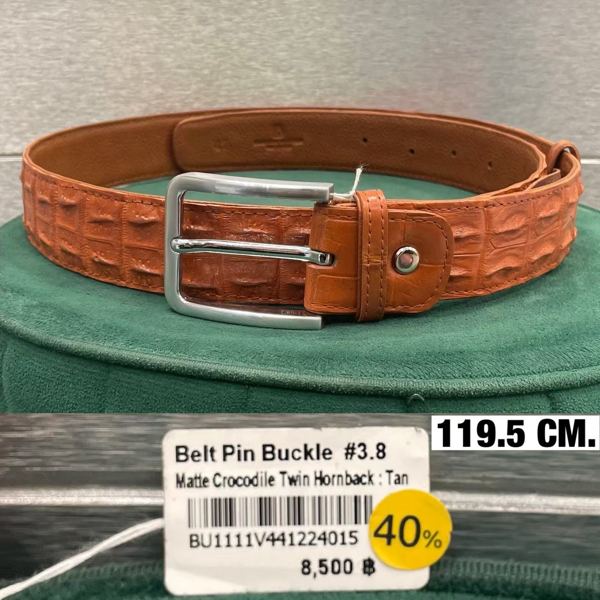 119.5 CM.
Belt Pin Buckle #3.8
Matte Crocodile Twin Hornback : Tan
BU1111V441224015
8,500 ฿
40%